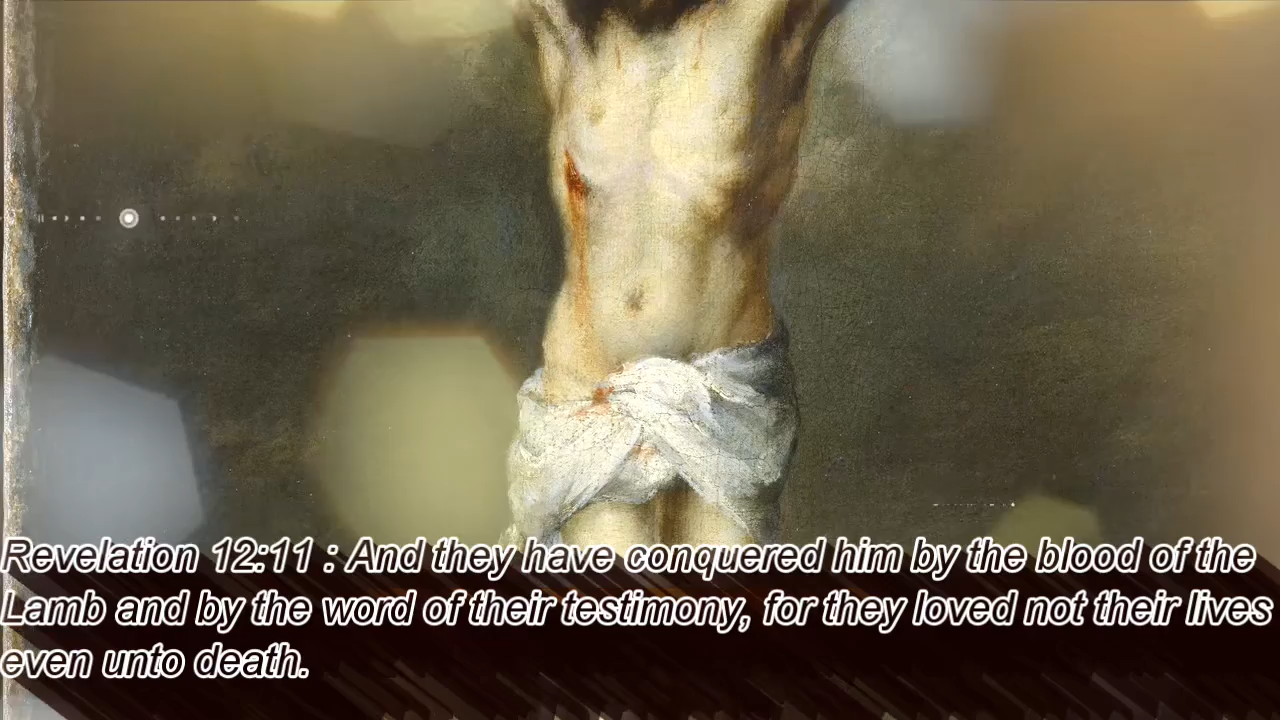 Revelation 12:11 : And they have conquered him by the blood of the
Lamb and by the word of their testimony, for they loved not their lives
even unto death.